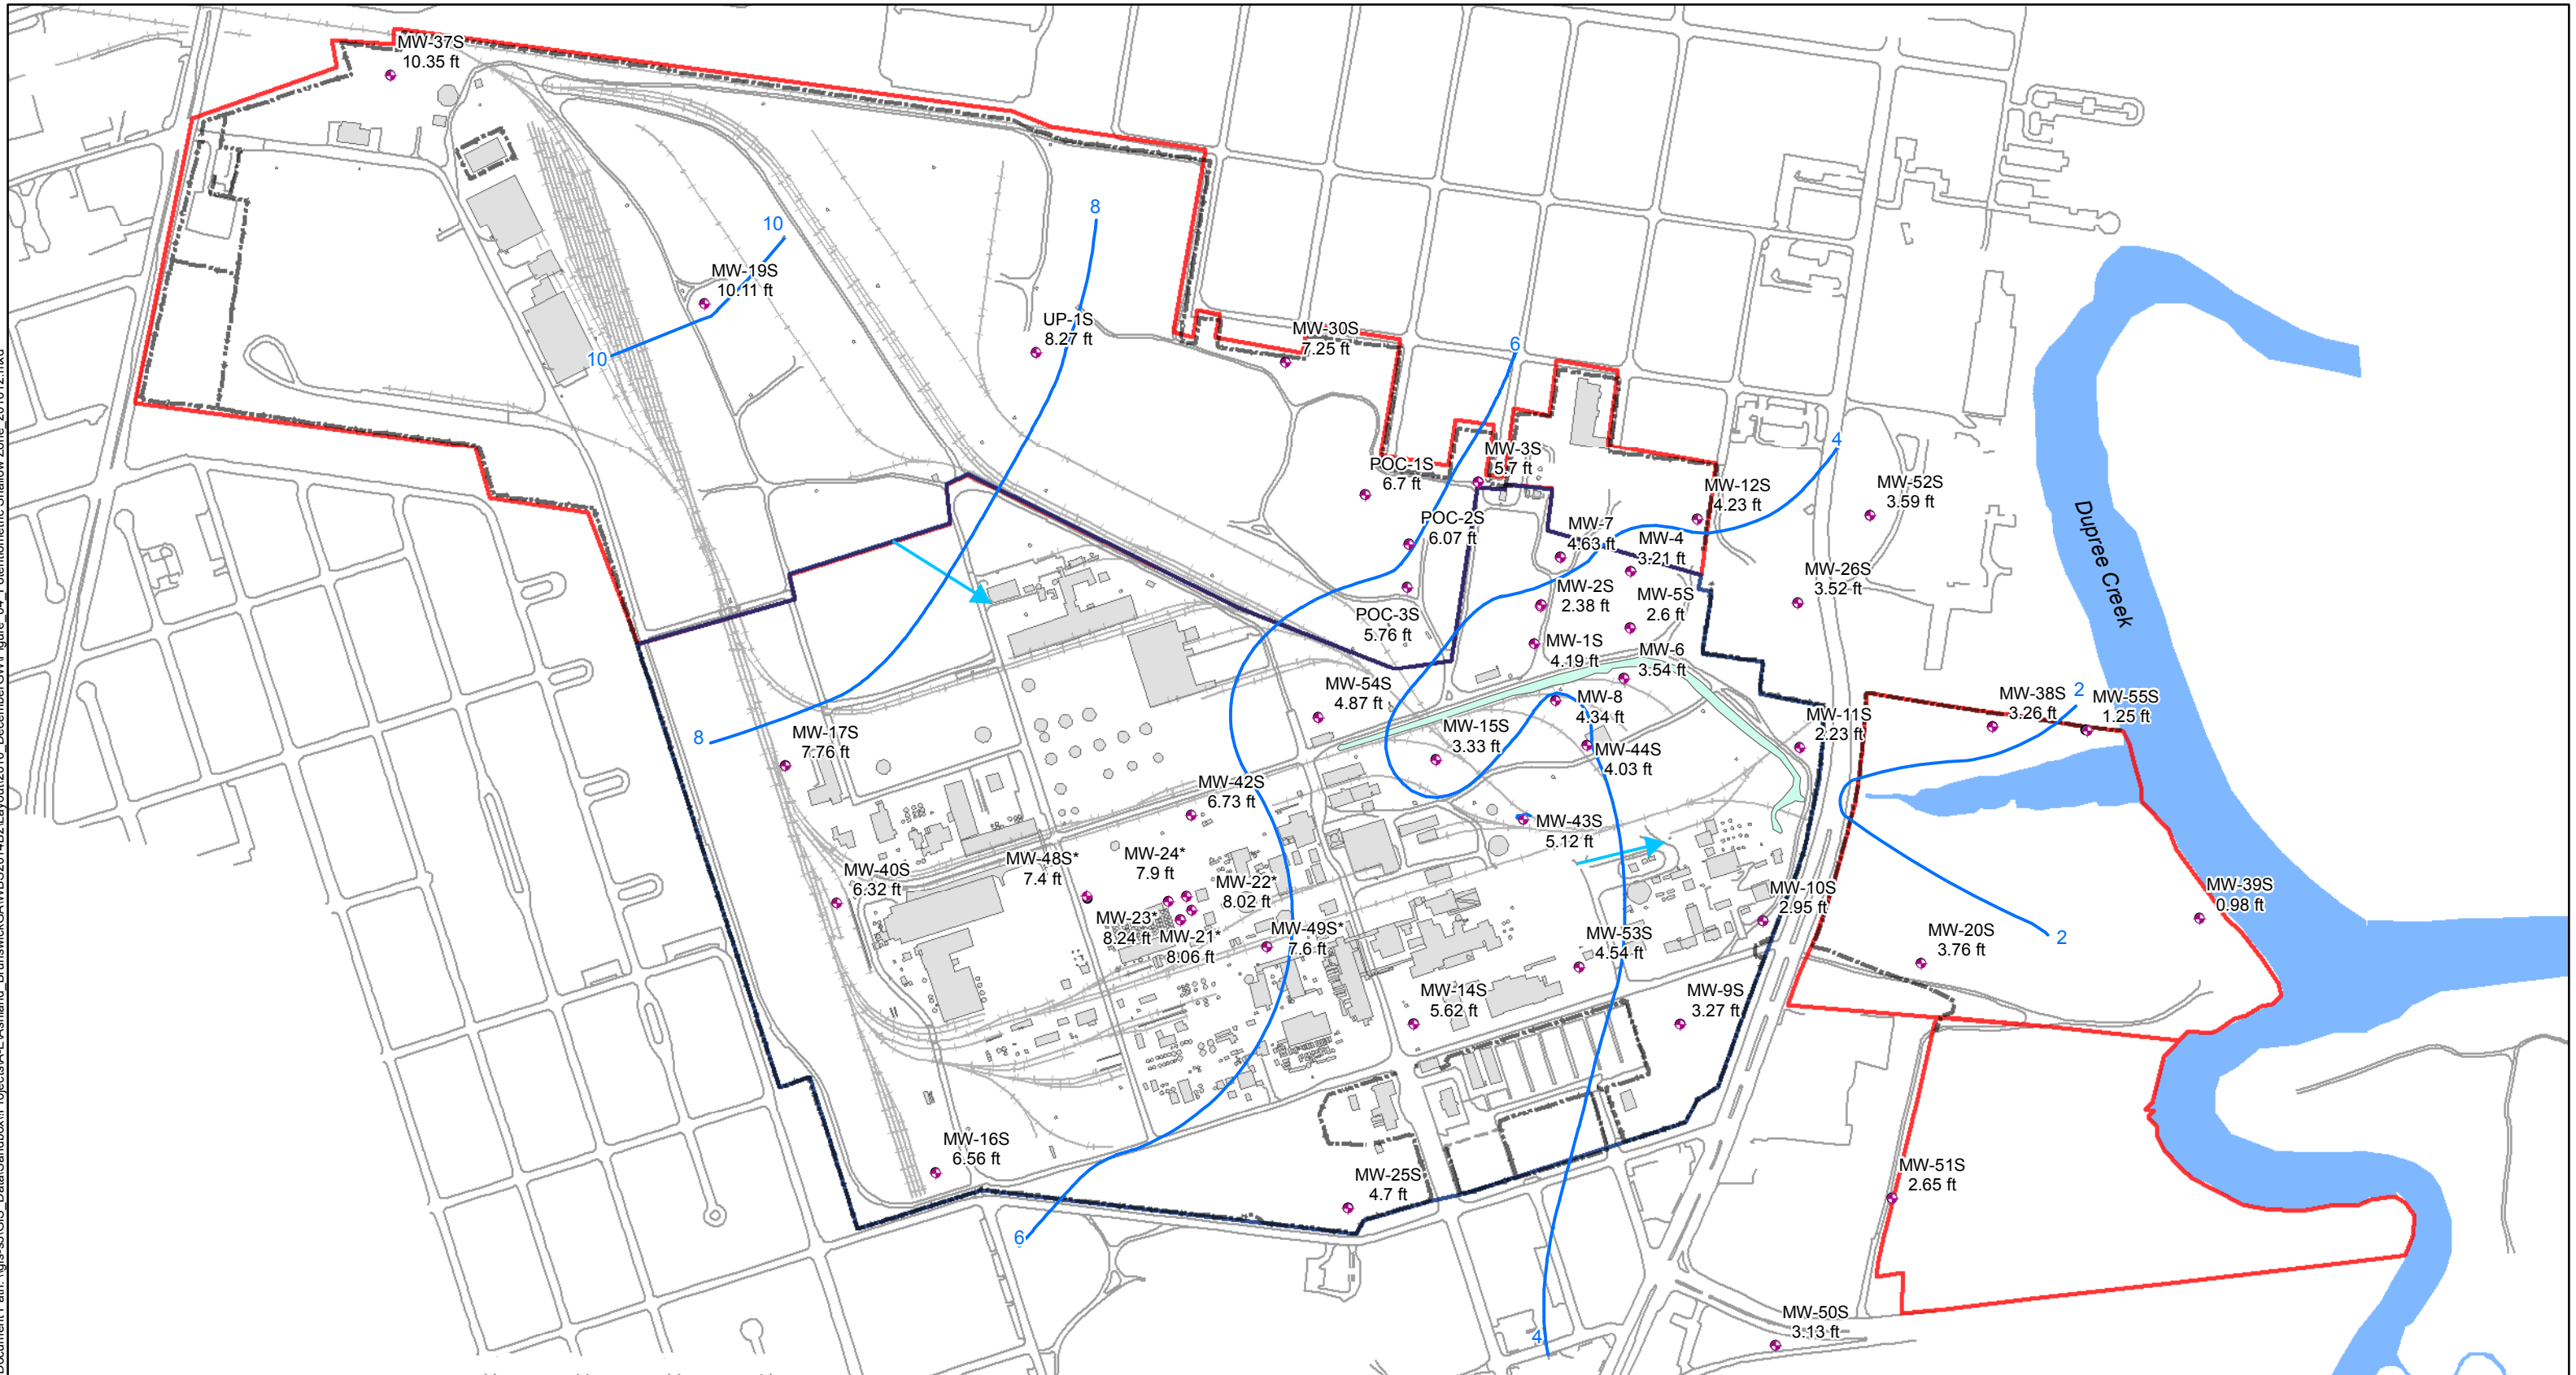 MW-37S
10.35 ft
8
10
MW-19S
10.11 ft
10
UP-1S
8.27 ft
MW-30S
7.25 ft
6
4
MW-3S
5.7 ft
POC-1S
6.7 ft
MW-12S
4.23 ft
MW-52S
3.59 ft
Dupree Creek
POC-2S
6.07 ft
MW-7
4.63 ft
MW-4
3.21 ft
MW-26S
3.52 ft
MW-2S
2.38 ft
MW-5S
2.6 ft
POC-3S
5.76 ft
MW-1S
4.19 ft
MW-6
3.54 ft
MW-54S
4.87 ft
MW-8
4.34 ft
MW-38S
3.26 ft
2
MW-55S
1.25 ft
MW-11S
2.23 ft
MW-15S
3.33 ft
8
MW-17S
7.76 ft
MW-44S
4.03 ft
MW-42S
6.73 ft
MW-43S
5.12 ft
MW-48S*
7.4 ft
MW-24*
7.9 ft
MW-40S
6.32 ft
MW-22*
8.02 ft
MW-10S
2.95 ft
MW-39S
0.98 ft
MW-23*
8.24 ft
MW-21*
8.06 ft
MW-49S*
7.6 ft
MW-53S
4.54 ft
MW-20S
3.76 ft
2
MW-14S
5.62 ft
MW-9S
3.27 ft
MW-16S
6.56 ft
MW-25S
4.7 ft
MW-51S
2.65 ft
6
MW-50S
3.13 ft
4